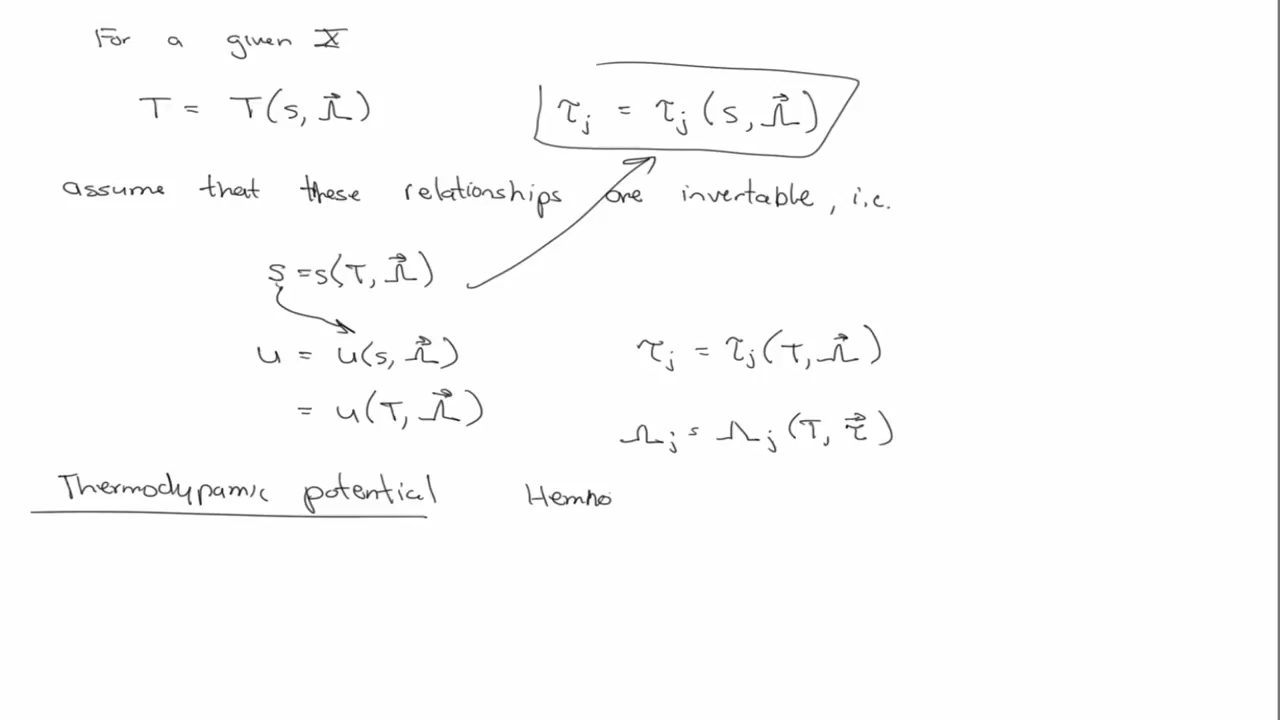 For a given X
T = T(s, Λ⃗) τⱼ = τⱼ(s, Λ⃗)
assume that these relationships are invertable, i.e.
s = s(T, Λ⃗)
u = u(s, Λ⃗) τⱼ = τⱼ(T, Λ⃗)
= u(T, Λ⃗)
Λⱼ = Λⱼ(T, τ⃗)
Thermodynamic potential Hemho